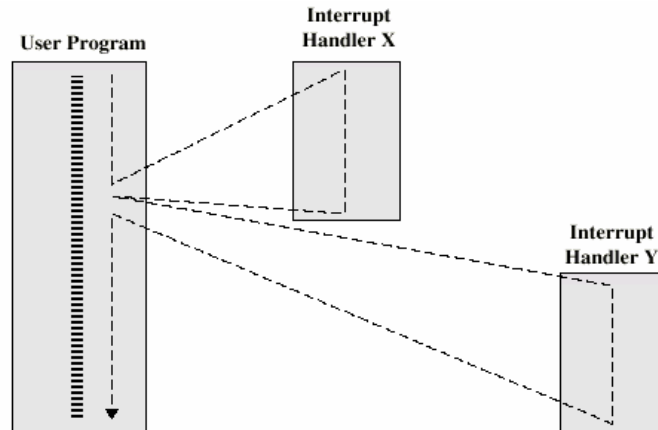 User Program
Interrupt
Handler X
Interrupt
Handler Y